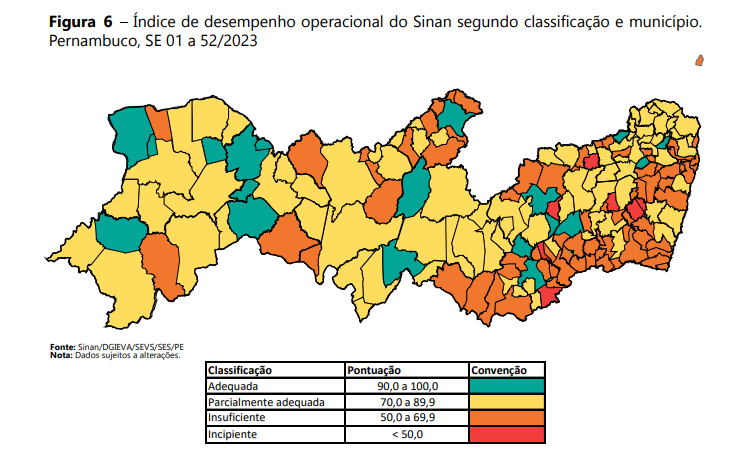 Figura 6 – Índice de desempenho operacional do Sinan segundo classificação e município.
Pernambuco, SE 01 a 52/2023
Fonte: Sinan/DGIEVA/SEVS/SES/PE
Nota: Dados sujeitos a alterações.
Classificação Pontuação Convenção
Adequada 90,0 a 100,0
Parcialmente adequada 70,0 a 89,9
Insuficiente 50,0 a 69,9
Incipiente < 50,0